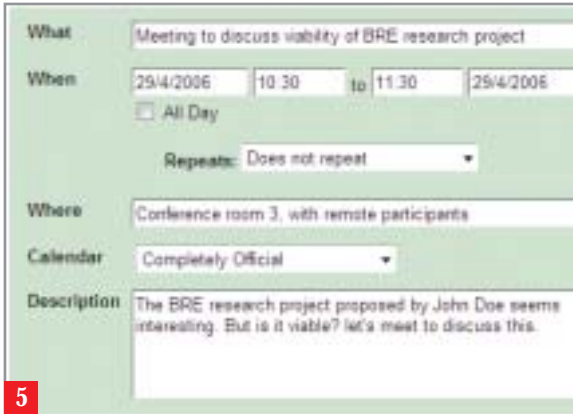 What Meeting to discuss viability of BRE research project
When 29/4/2006 10:30 to 11:30 29/4/2006
All Day
Repeats: Does not repeat
Where Conference room 3, with remote participants
Calendar Completely Official
Description The BRE research project proposed by John Doe seems
interesting. But is it viable? let's meet to discuss this.
5